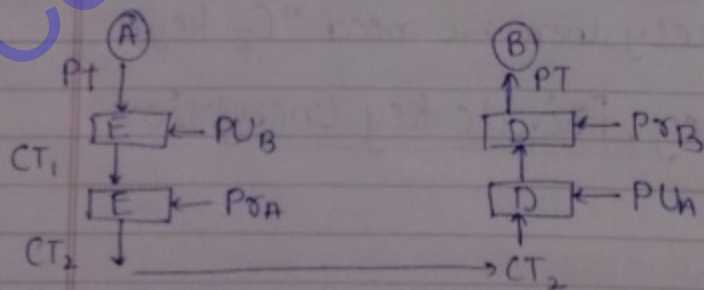 A B
Pt PT
E ← PUB D ← PrB
CT1
E ← PrA D ← PUA
CT2 → CT2